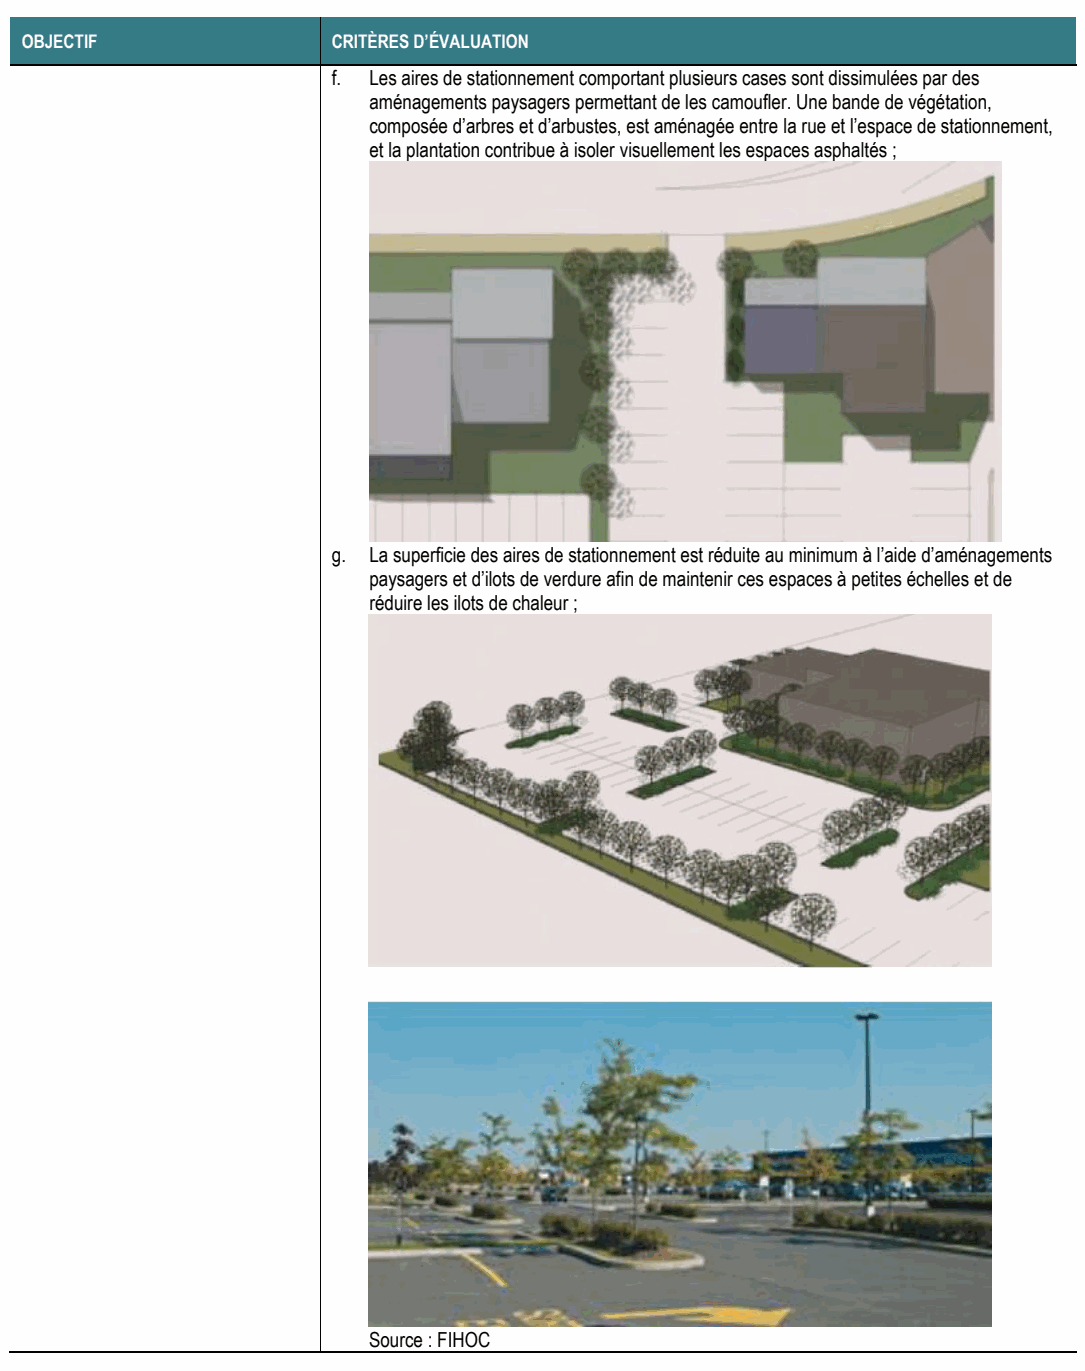 OBJECTIF
CRITÈRES D’ÉVALUATION
f. Les aires de stationnement comportant plusieurs cases sont dissimulées par des
aménagements paysagers permettant de les camoufler. Une bande de végétation,
composée d’arbres et d’arbustes, est aménagée entre la rue et l’espace de stationnement,
et la plantation contribue à isoler visuellement les espaces asphaltés ;
g. La superficie des aires de stationnement est réduite au minimum à l’aide d’aménagements
paysagers et d’ilots de verdure afin de maintenir ces espaces à petites échelles et de
réduire les ilots de chaleur ;
Source : FIHOC